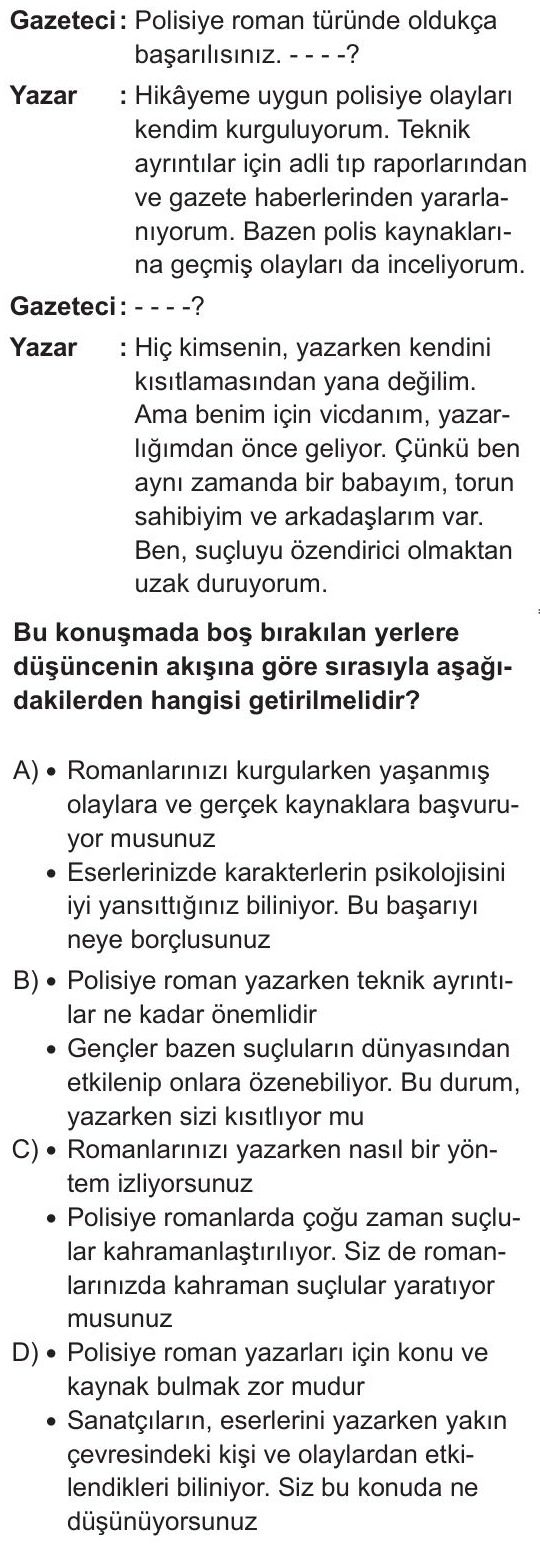 Gazeteci : Polisiye roman türünde oldukça
başarılısınız. - - - -?
Yazar : Hikâyeme uygun polisiye olayları
kendim kurguluyorum. Teknik
ayrıntılar için adli tıp raporlarından
ve gazete haberlerinden yararla-
nıyorum. Bazen polis kaynakları-
na geçmiş olayları da inceliyorum.
Gazeteci : - - - -?
Yazar : Hiç kimsenin, yazarken kendini
kısıtlamasından yana değilim.
Ama benim için vicdanım, yazar-
lığımdan önce geliyor. Çünkü ben
aynı zamanda bir babayım, torun
sahibiyim ve arkadaşlarım var.
Ben, suçluyu özendirici olmaktan
uzak duruyorum.
Bu konuşmada boş bırakılan yerlere
düşüncenin akışına göre sırasıyla aşağı-
dakilerden hangisi getirilmelidir?
A) • Romanlarınızı kurgularken yaşanmış
olaylara ve gerçek kaynaklara başvuru-
yor musunuz
• Eserlerinizde karakterlerin psikolojisini
iyi yansıttığınız biliniyor. Bu başarıyı
neye borçlusunuz
B) • Polisiye roman yazarken teknik ayrıntı-
lar ne kadar önemlidir
• Gençler bazen suçluların dünyasından
etkilenip onlara özenebiliyor. Bu durum,
yazarken sizi kısıtlıyor mu
C) • Romanlarınızı yazarken nasıl bir yön-
tem izliyorsunuz
• Polisiye romanlarda çoğu zaman suçlu-
lar kahramanlaştırılıyor. Siz de roman-
larınızda kahraman suçlular yaratıyor
musunuz
D) • Polisiye roman yazarları için konu ve
kaynak bulmak zor mudur
• Sanatçıların, eserlerini yazarken yakın
çevresindeki kişi ve olaylardan etki-
lendikleri biliniyor. Siz bu konuda ne
düşünüyorsunuz